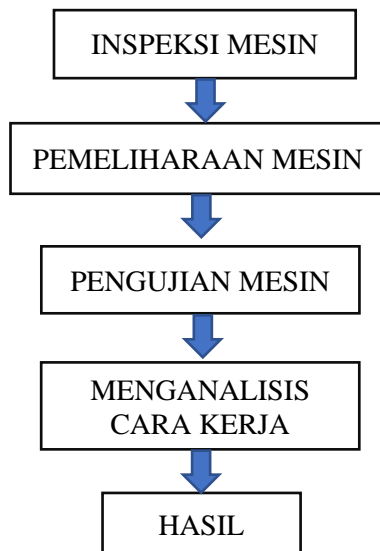 INSPEKSI MESIN
PEMELIHARAAN MESIN
PENGUJIAN MESIN
MENGANALISIS
CARA KERJA
HASIL